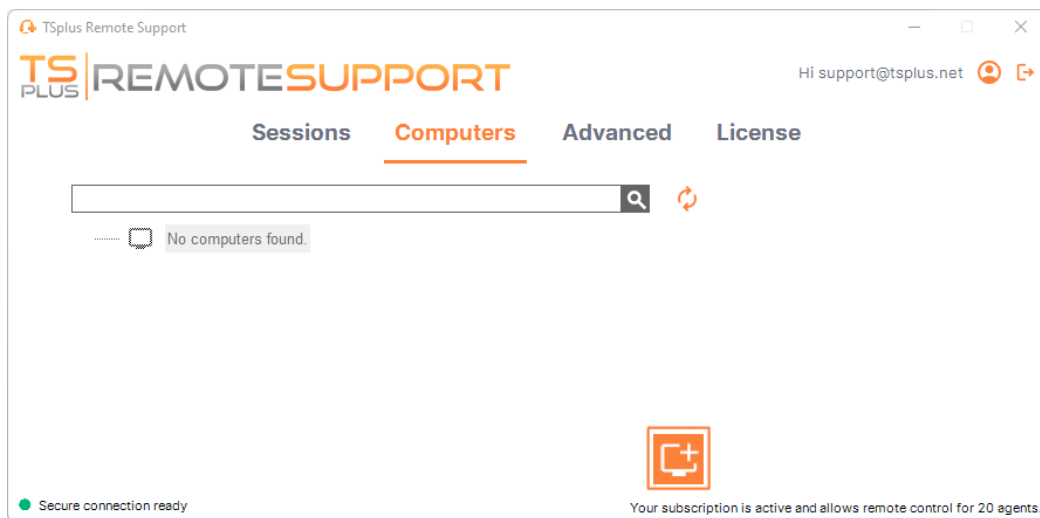 TSplus Remote Support
TS PLUS REMOTESUPPORT
Hi support@tsplus.net
Sessions Computers Advanced License
No computers found.
Secure connection ready
Your subscription is active and allows remote control for 20 agents.